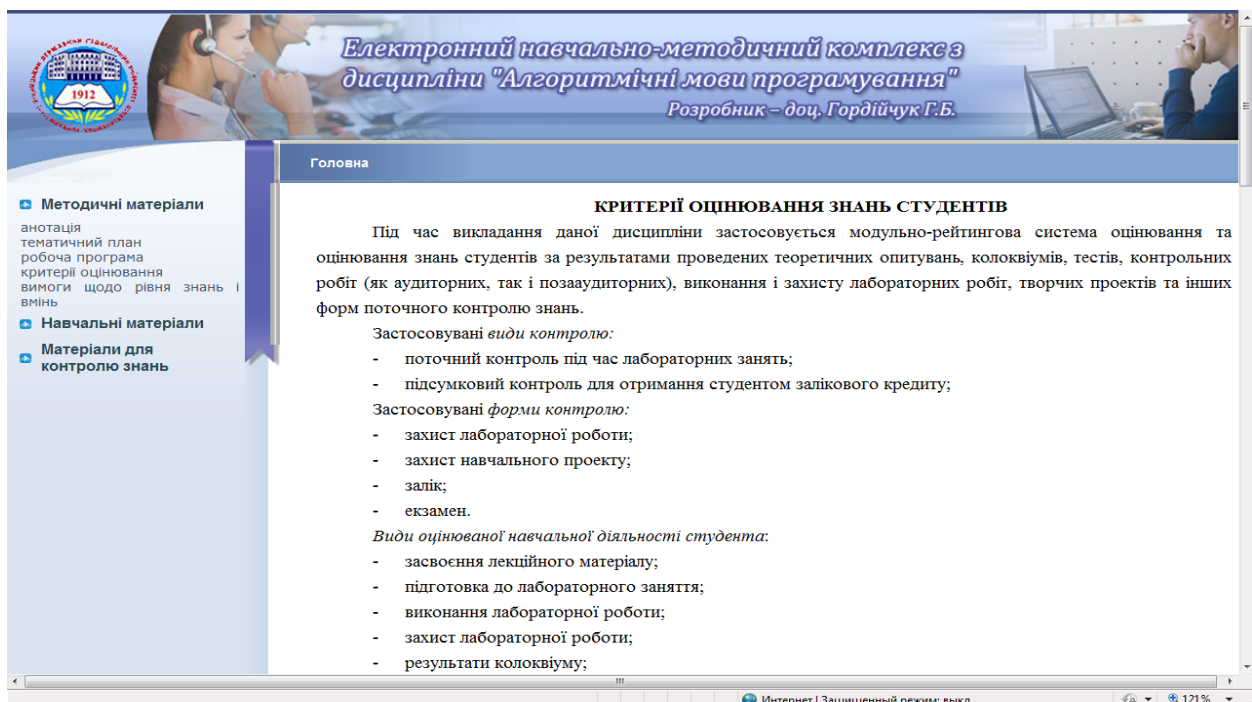 Електронний навчально-методичний комплекс з
дисципліни "Алгоритмічні мови програмування"
Розробник – доц. Гордійчук Г.Б.
1912
Головна
Методичні матеріали
анотація
тематичний план
робоча програма
критерії оцінювання
вимоги щодо рівня знань і
вмінь
Навчальні матеріали
Матеріали для
контролю знань
КРИТЕРІЇ ОЦІНЮВАННЯ ЗНАНЬ СТУДЕНТІВ
Під час викладання даної дисципліни застосовується модульно-рейтингова система оцінювання та
оцінювання знань студентів за результатами проведених теоретичних опитувань, колоквіумів, тестів, контрольних
робіт (як аудиторних, так і позааудиторних), виконання і захисту лабораторних робіт, творчих проектів та інших
форм поточного контролю знань.
Застосовувані види контролю:
- поточний контроль під час лабораторних занять;
- підсумковий контроль для отримання студентом залікового кредиту;
Застосовувані форми контролю:
- захист лабораторної роботи;
- захист навчального проекту;
- залік;
- екзамен.
Види оцінюваної навчальної діяльності студента:
- засвоєння лекційного матеріалу;
- підготовка до лабораторного заняття;
- виконання лабораторної роботи;
- захист лабораторної роботи;
- результати колоквіуму;
Интернет | Защищенный режим: выкл.
121%